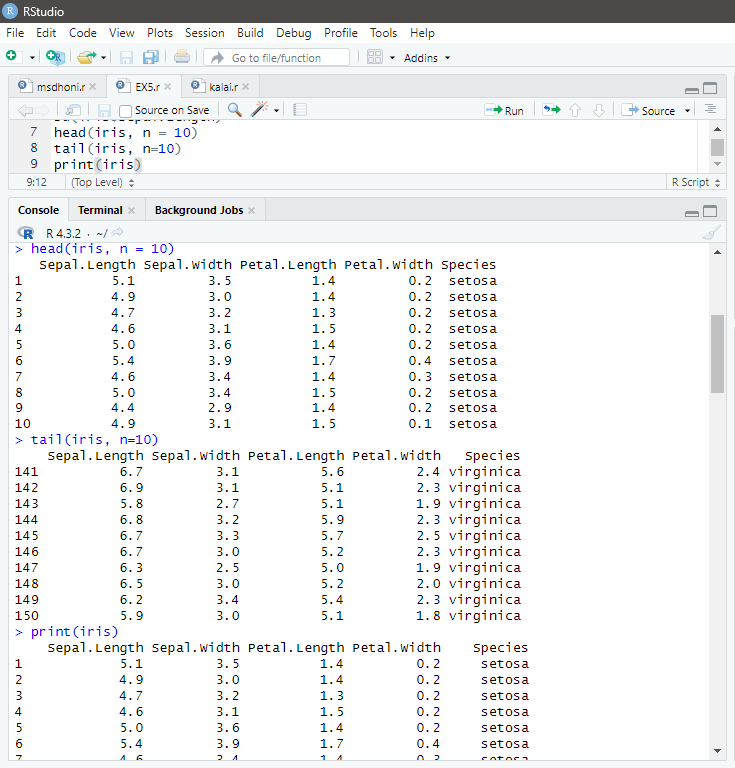 RStudio
File Edit Code View Plots Session Build Debug Profile Tools Help
Go to file/function Addins
msdhoni.r EX5.r kalai.r
Source on Save Run Source
7 head(iris, n = 10)
8 tail(iris, n=10)
9 print(iris)
9:12 (Top Level) R Script
Console Terminal Background Jobs
R 4.3.2 · ~/
> head(iris, n = 10)
Sepal.Length Sepal.Width Petal.Length Petal.Width Species
1 5.1 3.5 1.4 0.2 setosa
2 4.9 3.0 1.4 0.2 setosa
3 4.7 3.2 1.3 0.2 setosa
4 4.6 3.1 1.5 0.2 setosa
5 5.0 3.6 1.4 0.2 setosa
6 5.4 3.9 1.7 0.4 setosa
7 4.6 3.4 1.4 0.3 setosa
8 5.0 3.4 1.5 0.2 setosa
9 4.4 2.9 1.4 0.2 setosa
10 4.9 3.1 1.5 0.1 setosa
> tail(iris, n=10)
Sepal.Length Sepal.Width Petal.Length Petal.Width Species
141 6.7 3.1 5.6 2.4 virginica
142 6.9 3.1 5.1 2.3 virginica
143 5.8 2.7 5.1 1.9 virginica
144 6.8 3.2 5.9 2.3 virginica
145 6.7 3.3 5.7 2.5 virginica
146 6.7 3.0 5.2 2.3 virginica
147 6.3 2.5 5.0 1.9 virginica
148 6.5 3.0 5.2 2.0 virginica
149 6.2 3.4 5.4 2.3 virginica
150 5.9 3.0 5.1 1.8 virginica
> print(iris)
Sepal.Length Sepal.Width Petal.Length Petal.Width Species
1 5.1 3.5 1.4 0.2 setosa
2 4.9 3.0 1.4 0.2 setosa
3 4.7 3.2 1.3 0.2 setosa
4 4.6 3.1 1.5 0.2 setosa
5 5.0 3.6 1.4 0.2 setosa
6 5.4 3.9 1.7 0.4 setosa